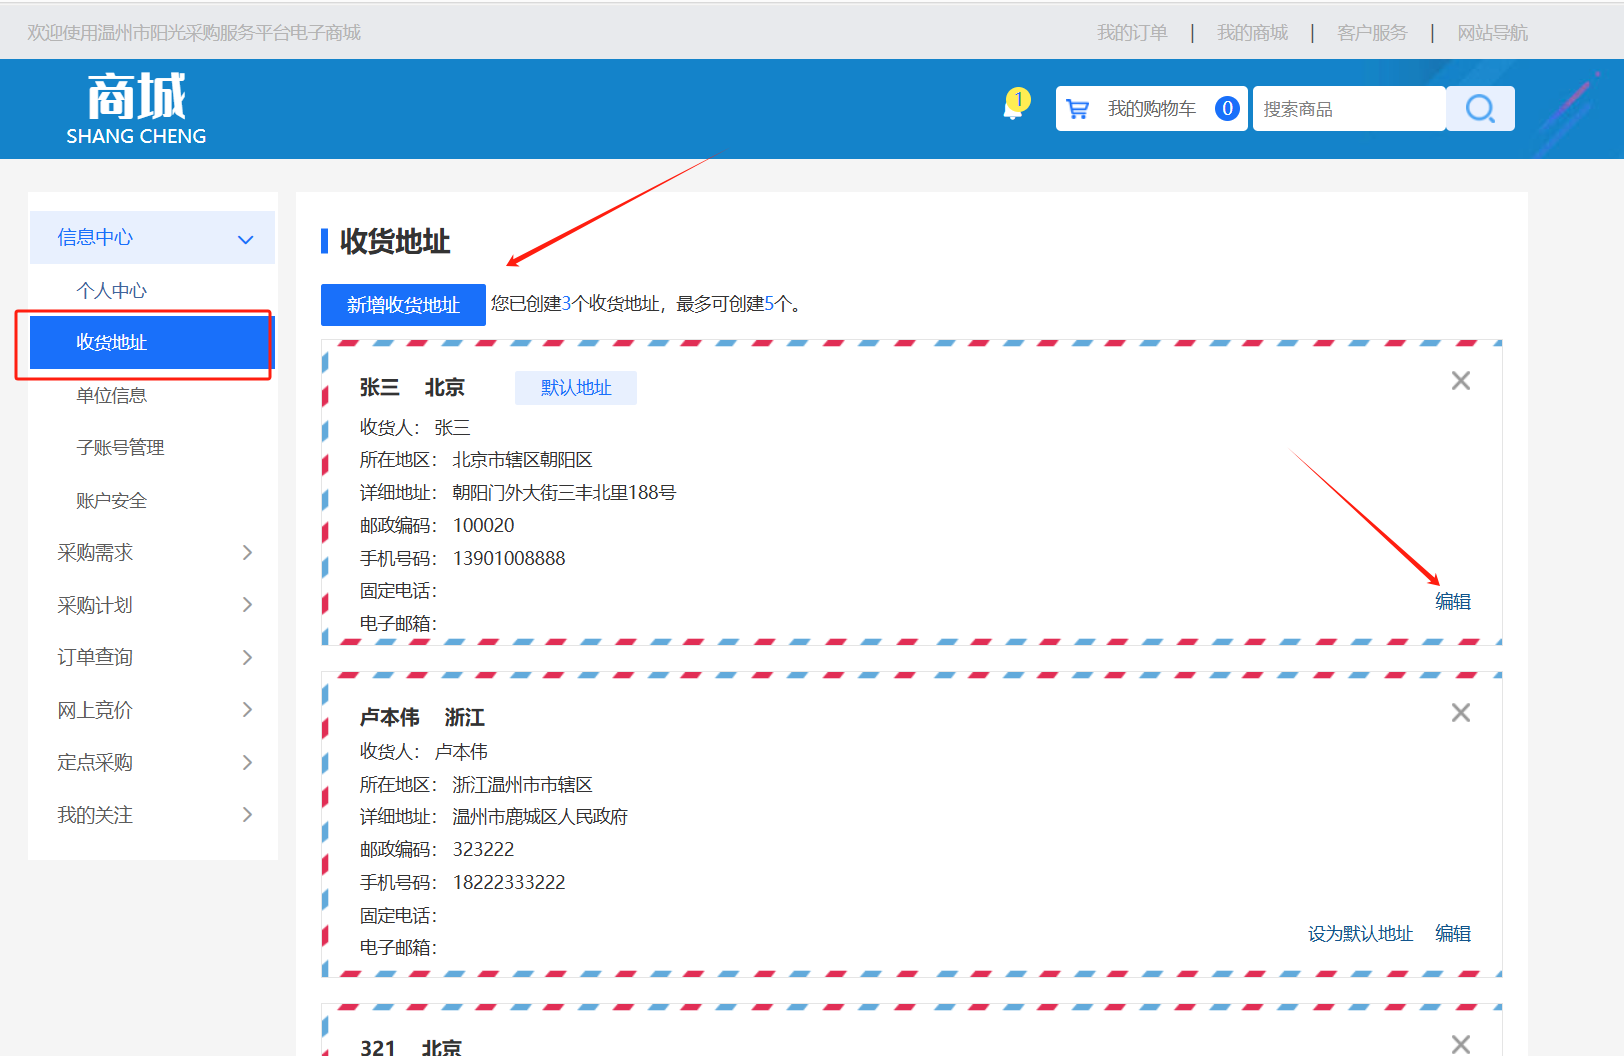 欢迎使用温州市阳光采购服务平台电子商城
我的订单 | 我的商城 | 客户服务 | 网站导航
商城
SHANG CHENG
1
我的购物车 0
搜索商品
信息中心
个人中心
收货地址
单位信息
子账号管理
账户安全
采购需求
采购计划
订单查询
网上竞价
定点采购
我的关注
收货地址
新增收货地址 您已创建3个收货地址，最多可创建5个。
张三 北京 默认地址
收货人： 张三
所在地区： 北京市辖区朝阳区
详细地址： 朝阳门外大街三丰北里188号
邮政编码： 100020
手机号码： 13901008888
固定电话：
电子邮箱：
编辑
卢本伟 浙江
收货人： 卢本伟
所在地区： 浙江温州市市辖区
详细地址： 温州市鹿城区人民政府
邮政编码： 323222
手机号码： 18222333222
固定电话：
电子邮箱：
设为默认地址 编辑
321 北京